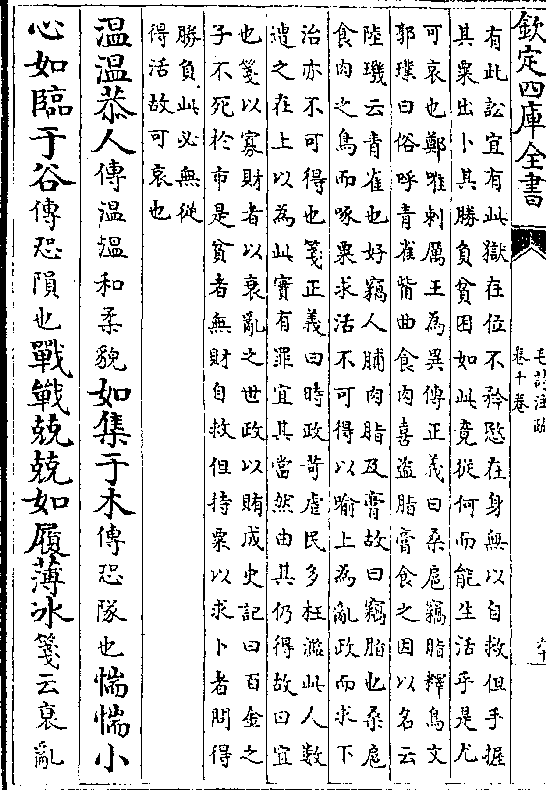 欽定四庫全書
毛詩注疏
卷十九
有此訟宜有此獄在位不矜愍在身無以自救但手握
其粟出卜其勝負貧困如此竟從何而能生活乎是尤
可哀也鄭唯刺厲王為異傳正義曰桑扈竊脂釋鳥文
郭璞曰俗呼青雀觜曲食肉喜盗脂膏食之因以名云
陸璣云青雀也好竊人脯肉脂及膏故曰竊脂也桑扈
食肉之鳥而啄粟求活不可得以喻上為亂政而求下
治亦不可得也箋正義曰時政苛虐民多枉濫此人數
遭之在上以為此實有罪宜其當然由其仍得故曰宜
也箋以寡財者以衰亂之世政以賄成史記曰百金之
子不死於市是貧者無財自救但持粟以求卜者問得
勝負此必無從
得活故可哀也
温温恭人傳温温和柔貌如集于木傳恐隊也惴惴小
心如臨于谷傳恐隕也戰戰兢兢如履薄冰箋云衰亂